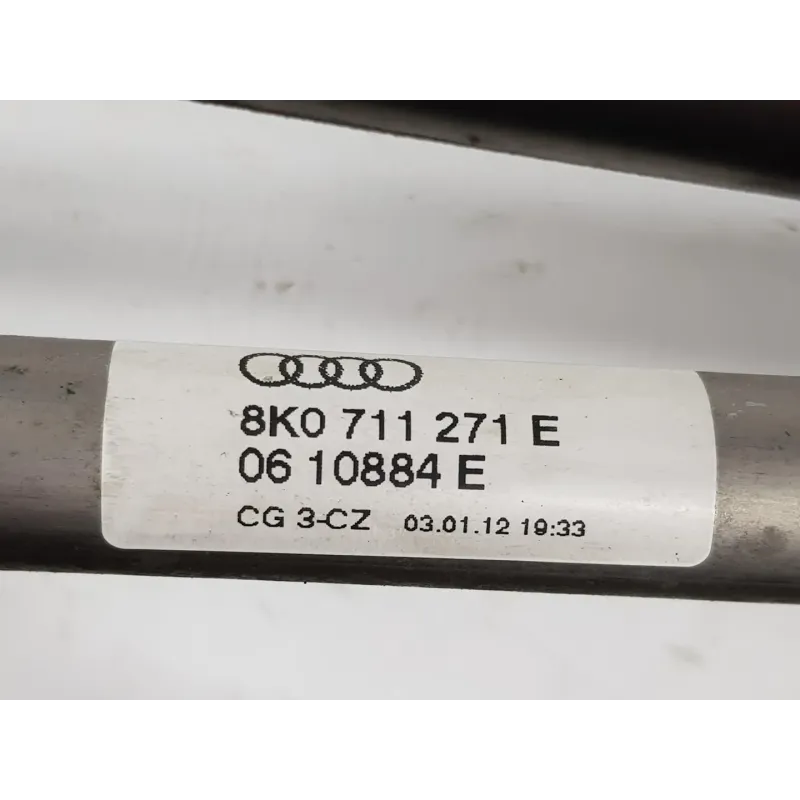 8K0 711 271 E
06 10884 E
CG 3-CZ 03.01.12 19:33